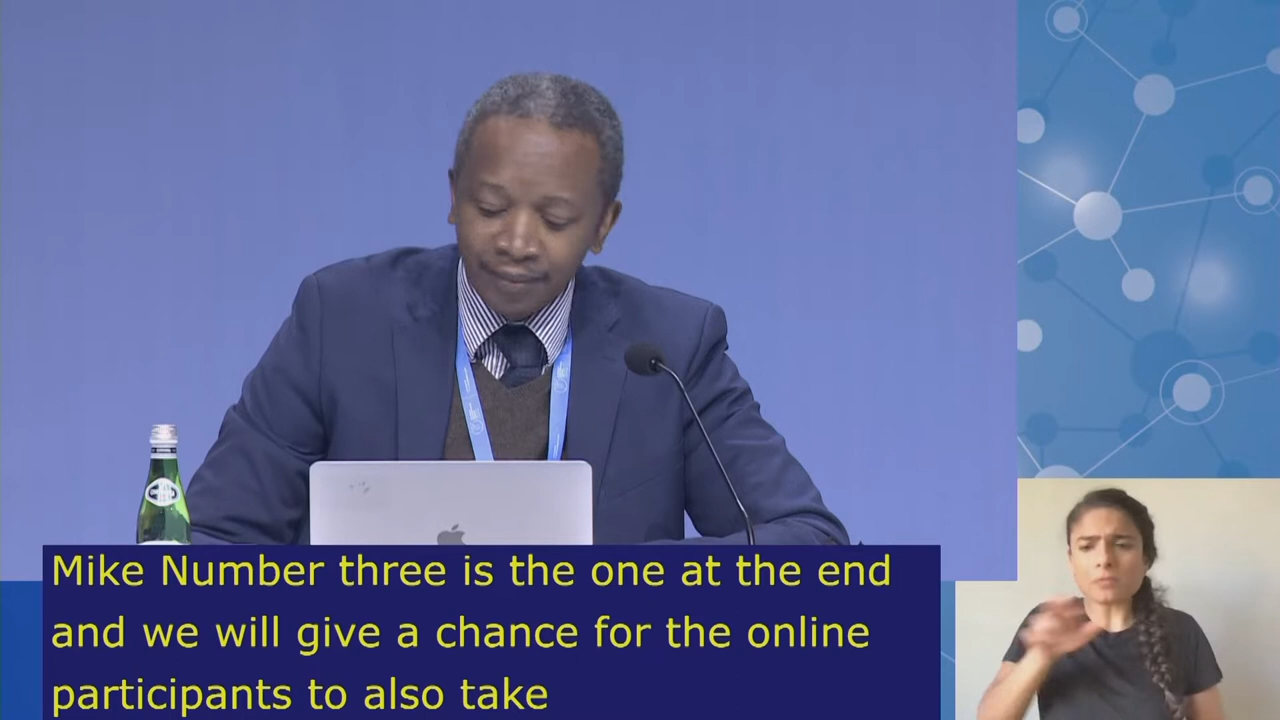 Mike Number three is the one at the end
and we will give a chance for the online
participants to also take